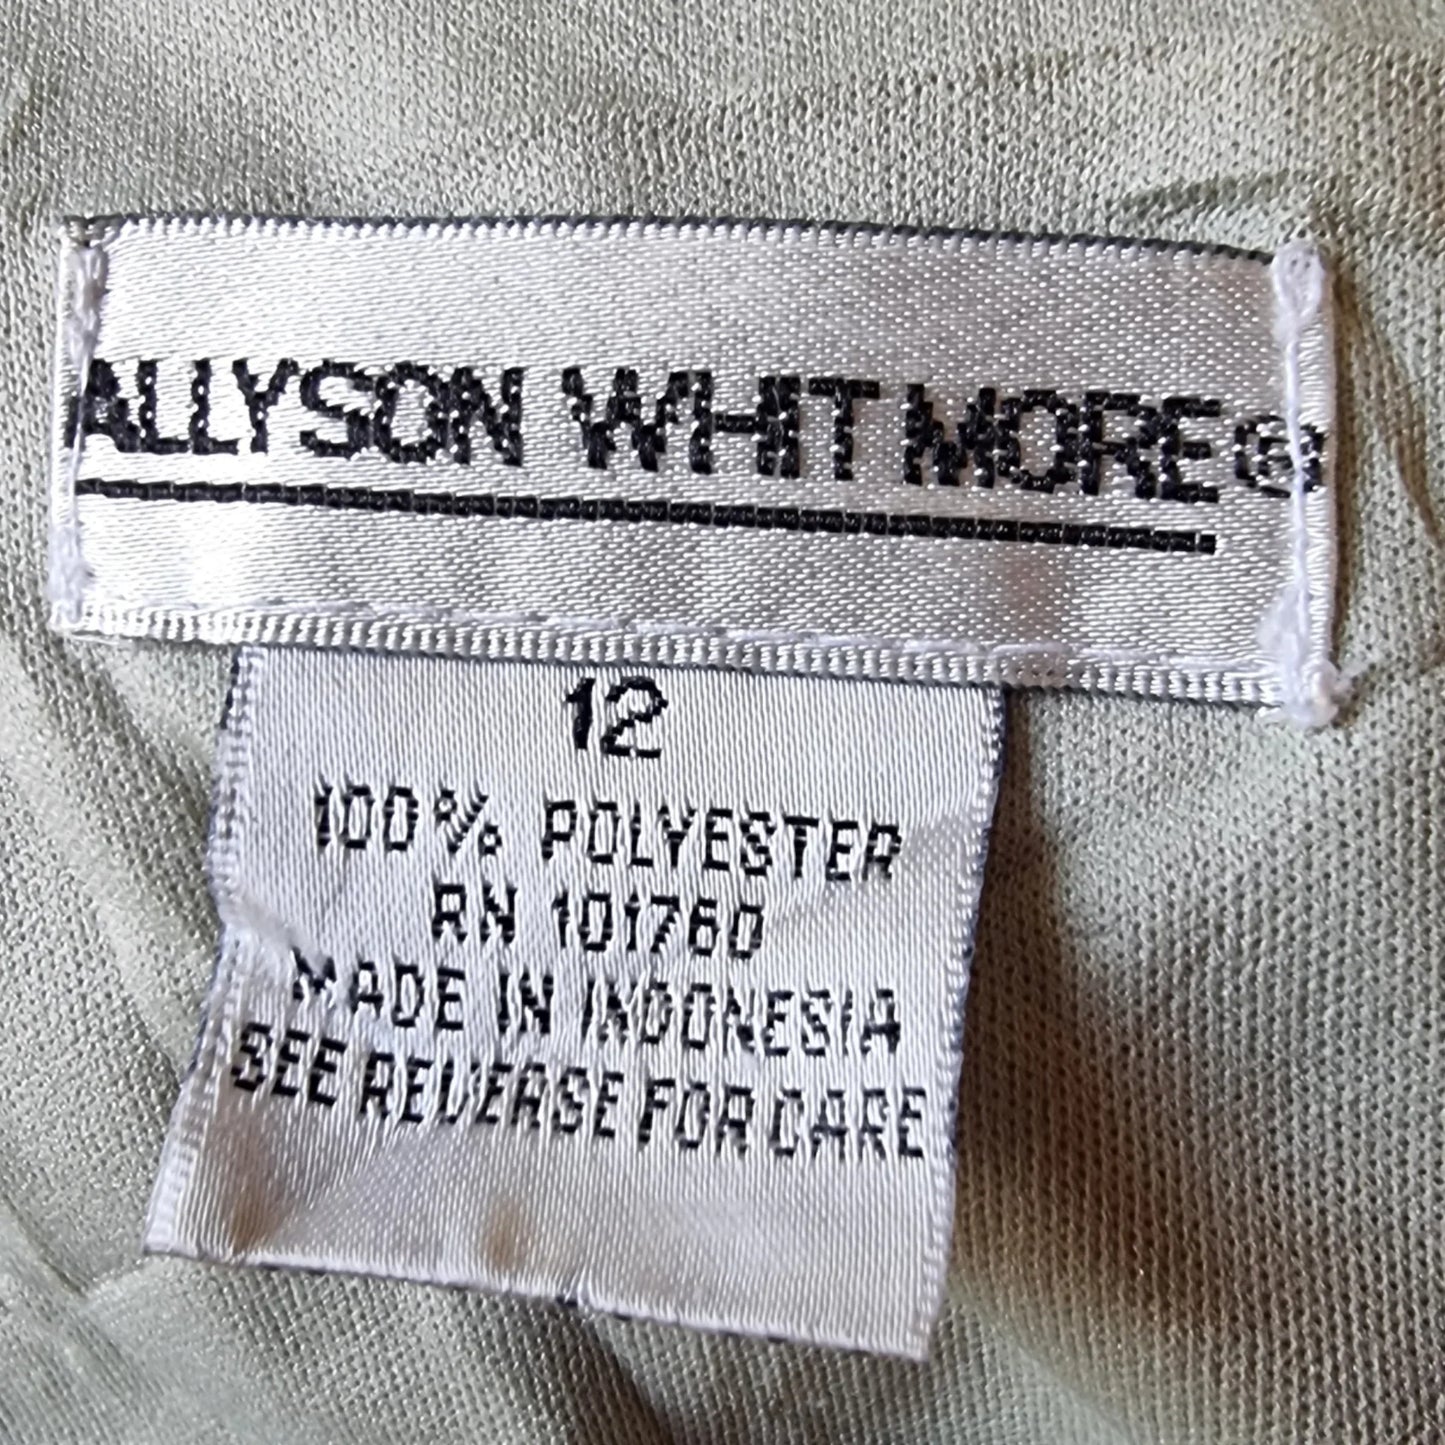 ALLYSON WHITMORE®
12
100% POLYESTER
RN 101760
MADE IN INDONESIA
SEE REVERSE FOR CARE